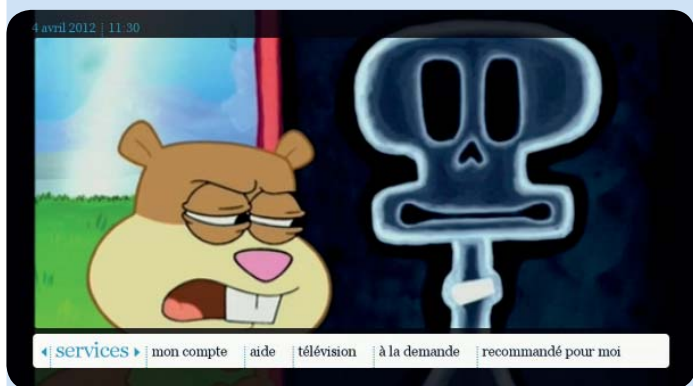 4 avril 2012 | 11:30
services mon compte aide télévision à la demande recommandé pour moi